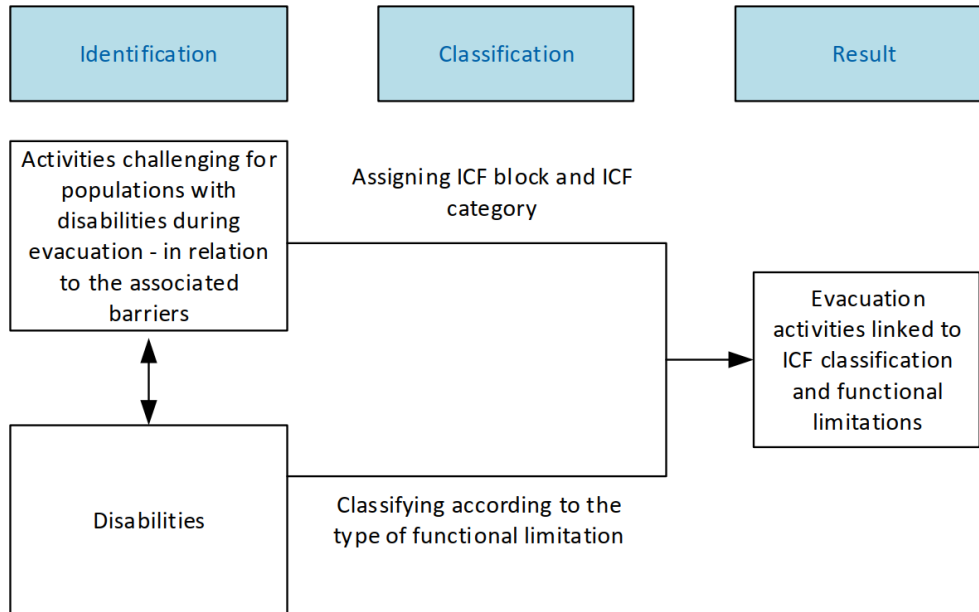 Identification
Classification
Result
Activities challenging for
populations with
disabilities during
evacuation - in relation
to the associated
barriers
Assigning ICF block and ICF
category
Evacuation
activities linked to
ICF classification
and functional
limitations
Disabilities
Classifying according to the
type of functional limitation